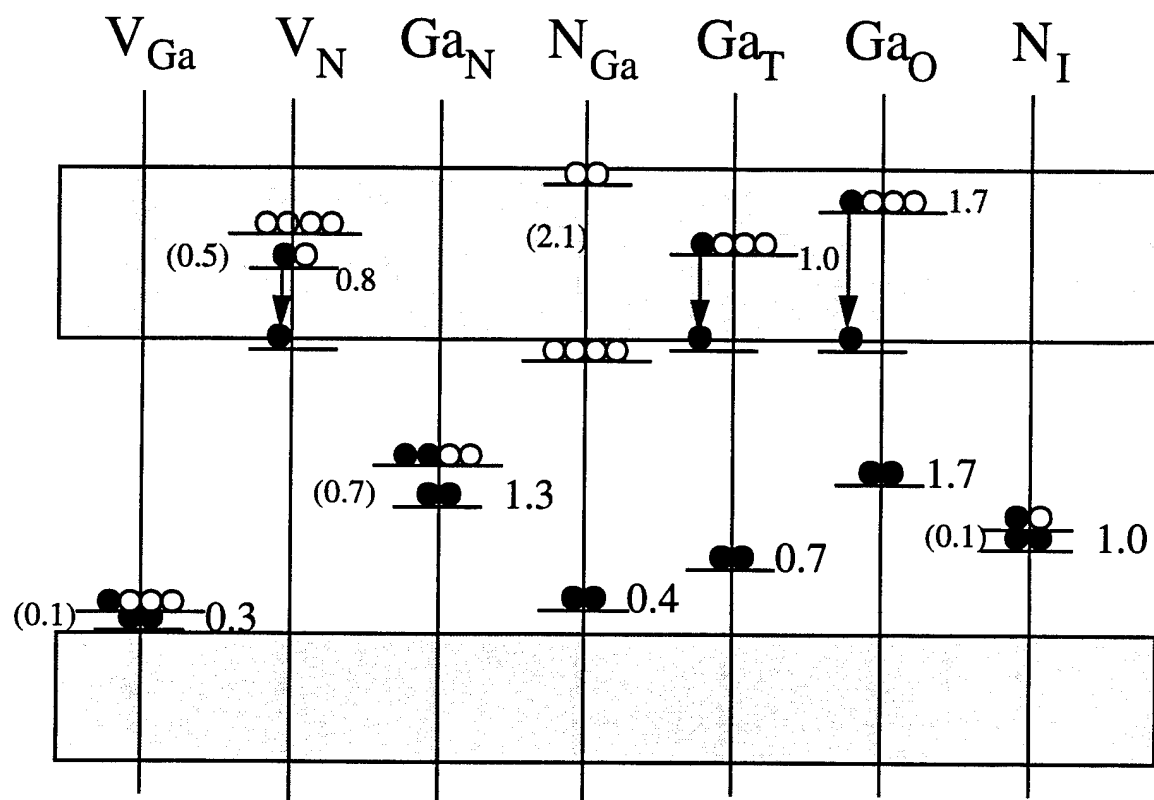 V_Ga V_N Ga_N N_Ga Ga_T Ga_O N_I
1.7
(0.5) (2.1) 1.0
0.8
(0.7) 1.3 1.7
(0.1) 1.0
0.7
(0.1) 0.3 0.4